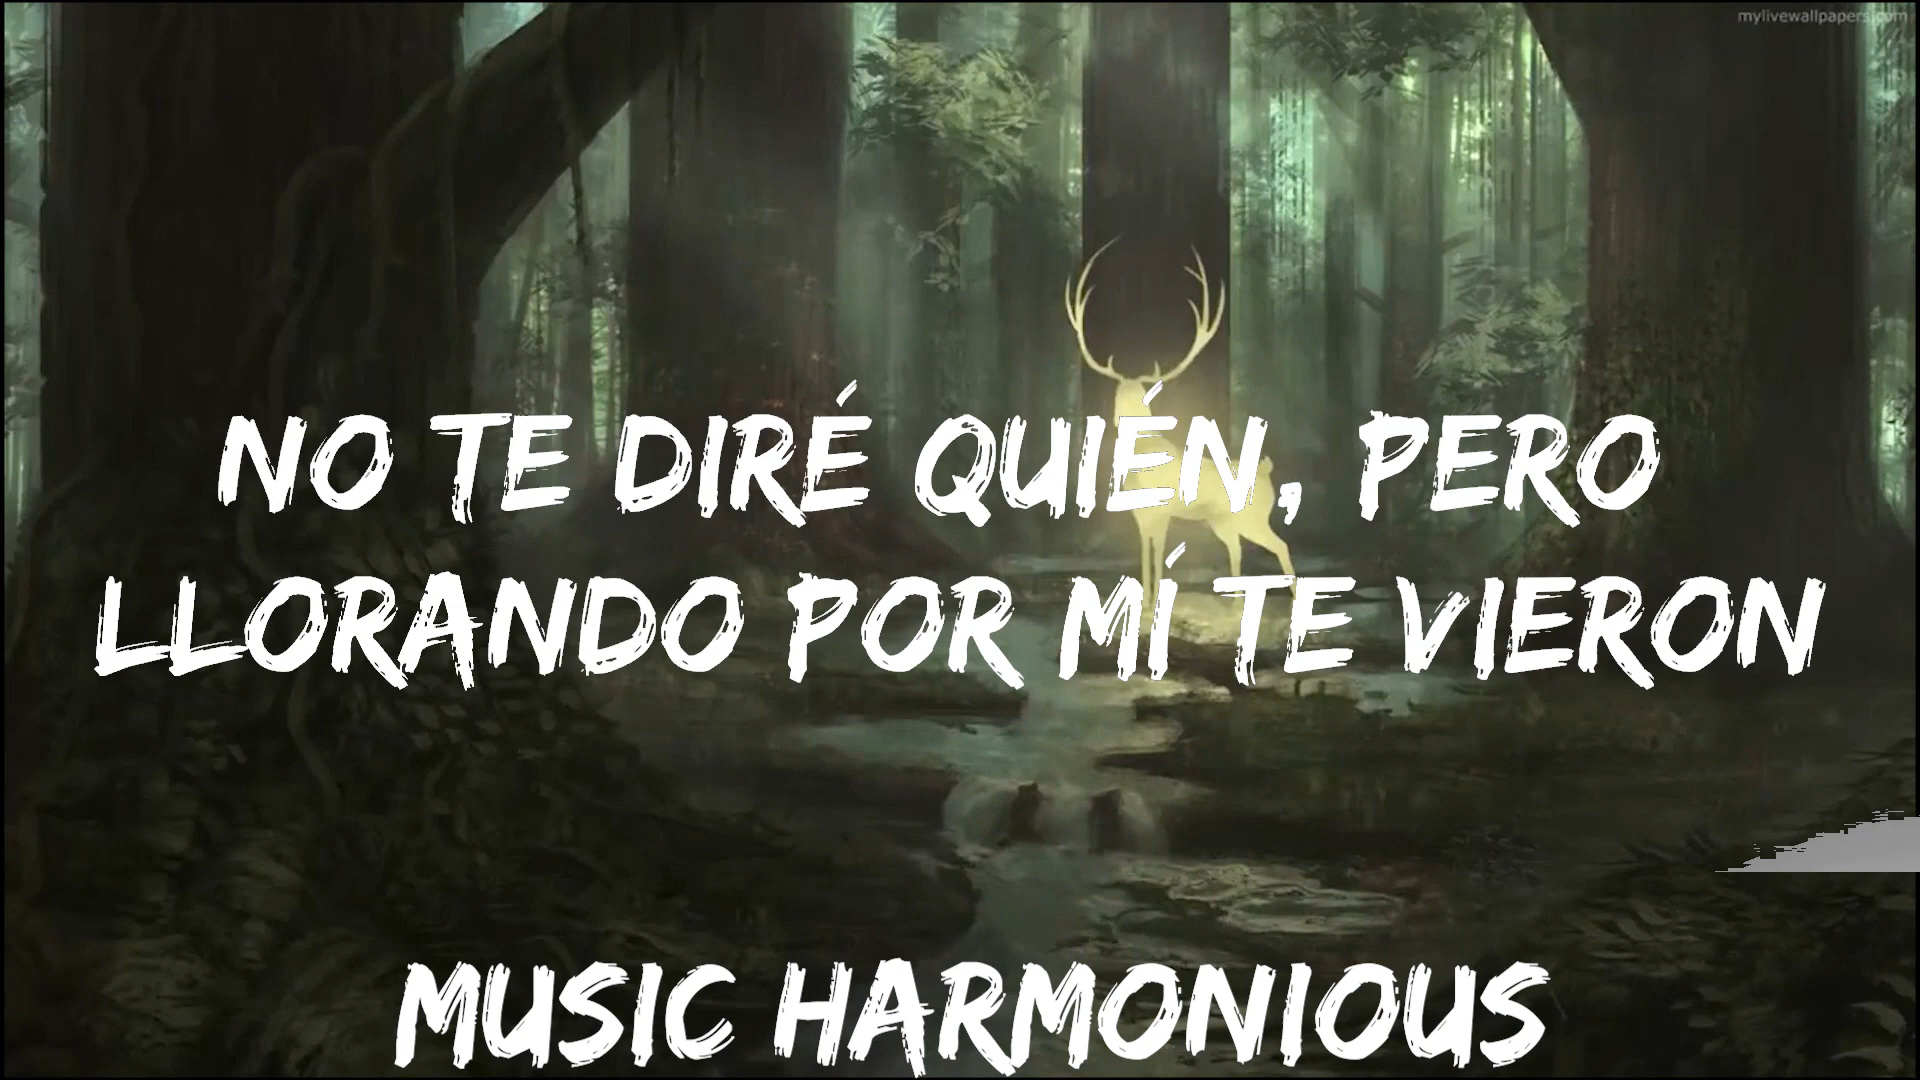 mylivewallpapers.com
NO TE DIRÉ QUIÉN, PERO
LLORANDO POR MÍ TE VIERON
MUSIC HARMONIOUS